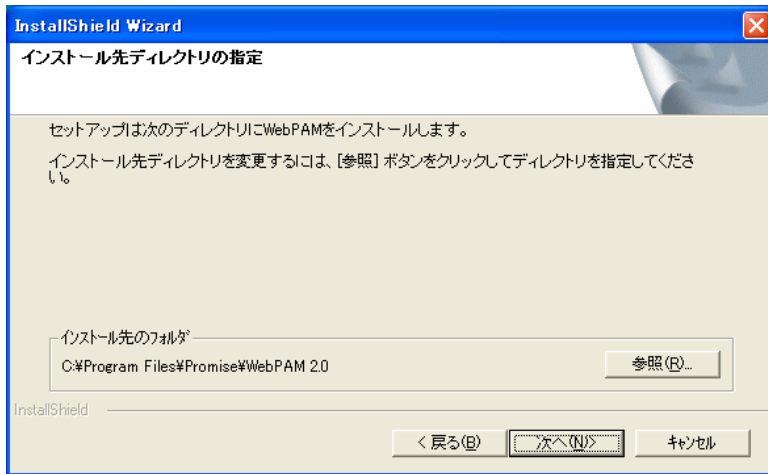 InstallShield Wizard
インストール先ディレクトリの指定
セットアップは次のディレクトリにWebPAMをインストールします。
インストール先ディレクトリを変更するには、[参照] ボタンをクリックしてディレクトリを指定してくださ
い。
インストール先のフォルダ
C:¥Program Files¥Promise¥WebPAM 2.0
参照(R)...
InstallShield
< 戻る(B)
次へ(N)>
キャンセル